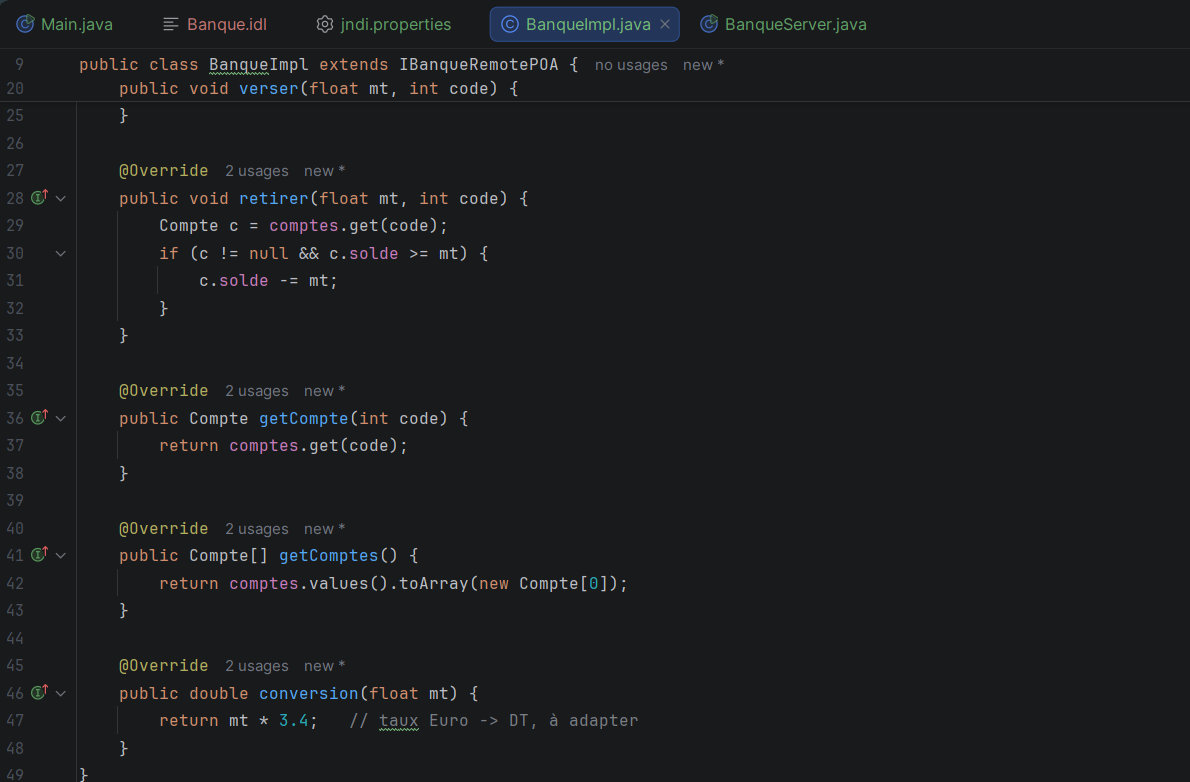 Main.java Banque.idl jndi.properties BanqueImpl.java BanqueServer.java
9 public class BanqueImpl extends IBanqueRemotePOA { no usages new *
20 public void verser(float mt, int code) {
25 }
26
27 @Override 2 usages new *
28 public void retirer(float mt, int code) {
29 Compte c = comptes.get(code);
30 if (c != null && c.solde >= mt) {
31 c.solde -= mt;
32 }
33 }
34
35 @Override 2 usages new *
36 public Compte getCompte(int code) {
37 return comptes.get(code);
38 }
39
40 @Override 2 usages new *
41 public Compte[] getComptes() {
42 return comptes.values().toArray(new Compte[0]);
43 }
44
45 @Override 2 usages new *
46 public double conversion(float mt) {
47 return mt * 3.4; // taux Euro -> DT, à adapter
48 }
49 }